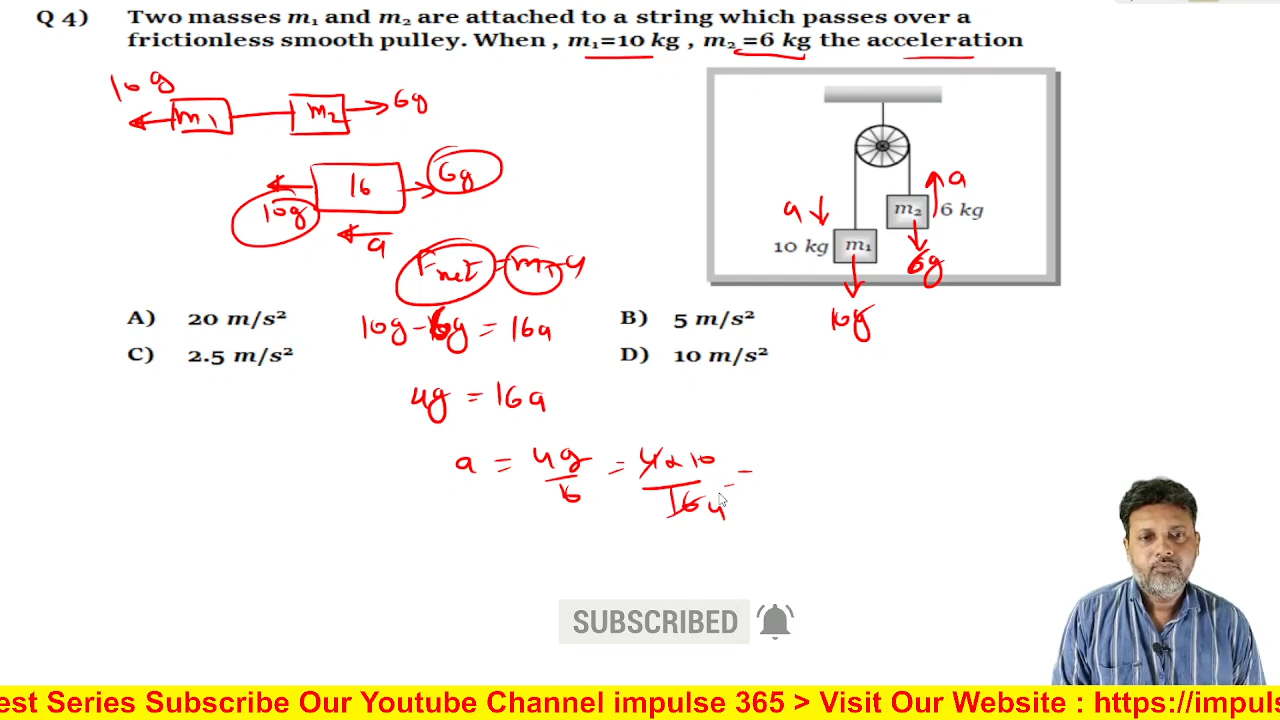 Q 4) Two masses m₁ and m₂ are attached to a string which passes over a
frictionless smooth pulley. When , m₁=10 kg , m₂ =6 kg the acceleration
10g
m₁ m₂ 6g
16 6g
10g
a
Fnet = mT a
10g - 6g = 16a
4g = 16a
a = 4g/16 = 4x10/16 4 = =
a
a
m₂ 6 kg
10 kg m₁
6g
10g
A) 20 m/s² B) 5 m/s²
C) 2.5 m/s² D) 10 m/s²
SUBSCRIBED
est Series Subscribe Our Youtube Channel impulse 365 > Visit Our Website : https://impuls